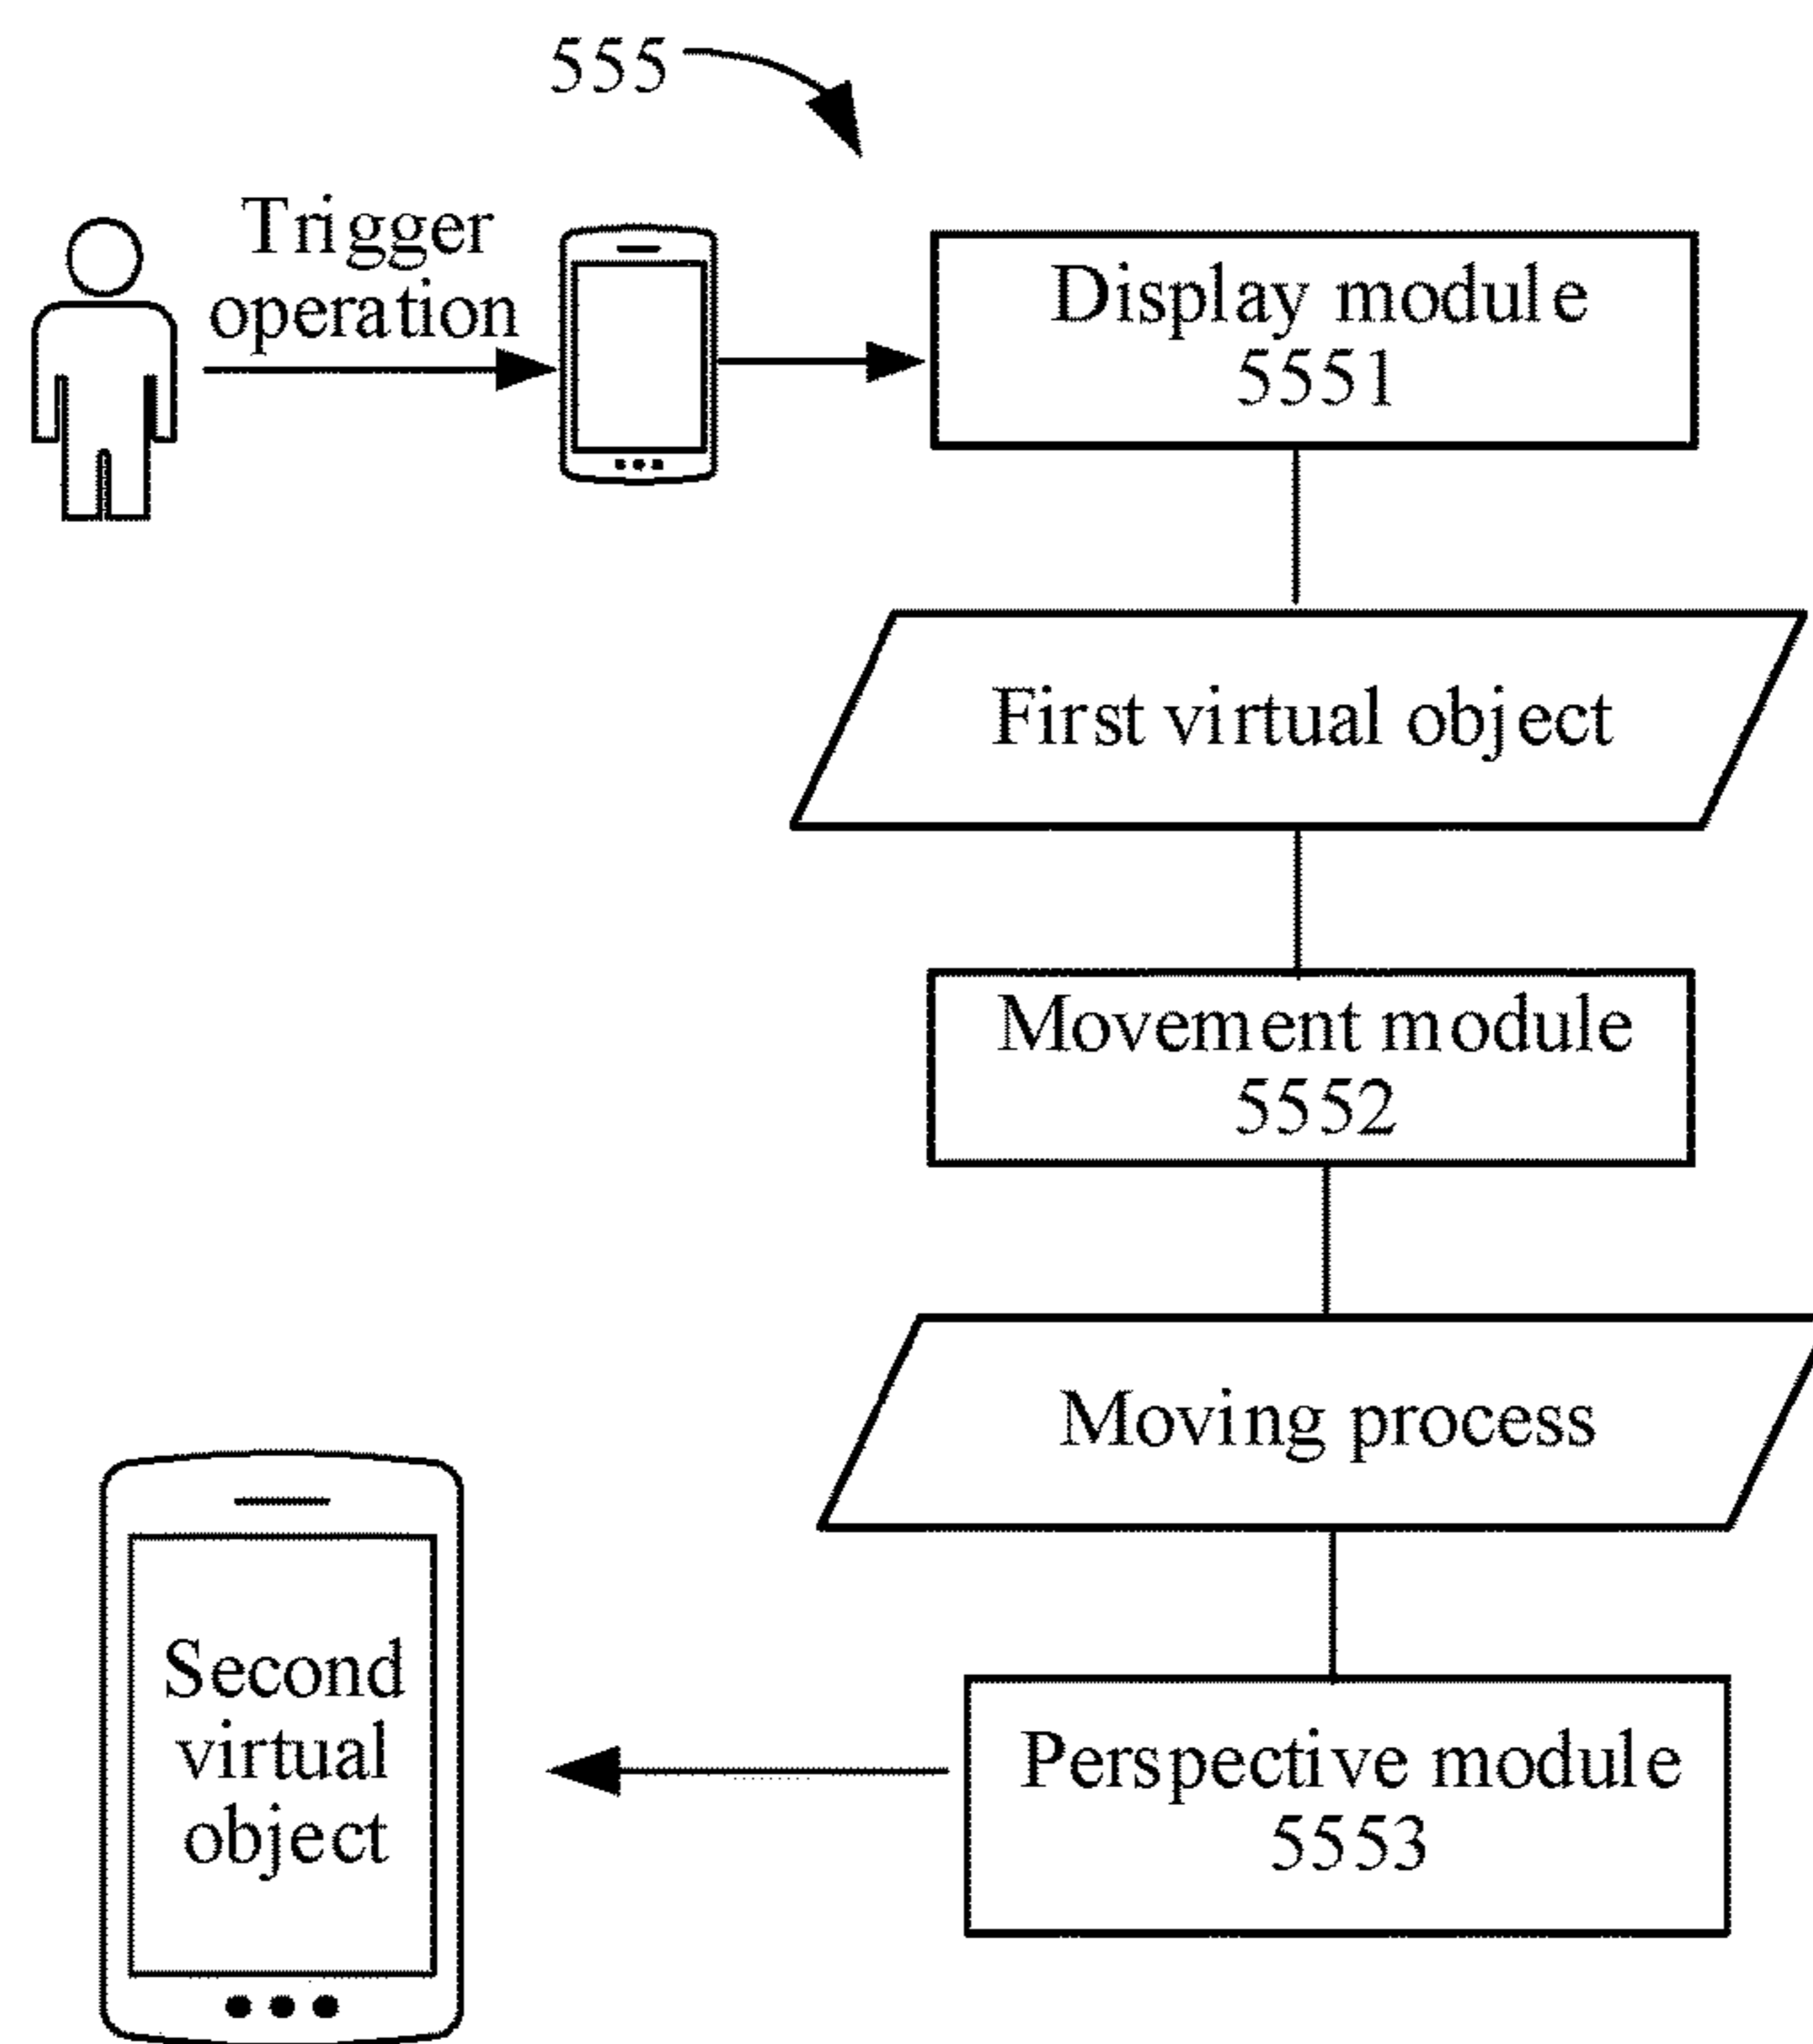 555
Trigger
operation
Display module
5551
First virtual object
Movement module
5552
Moving process
Second
virtual
object
Perspective module
5553